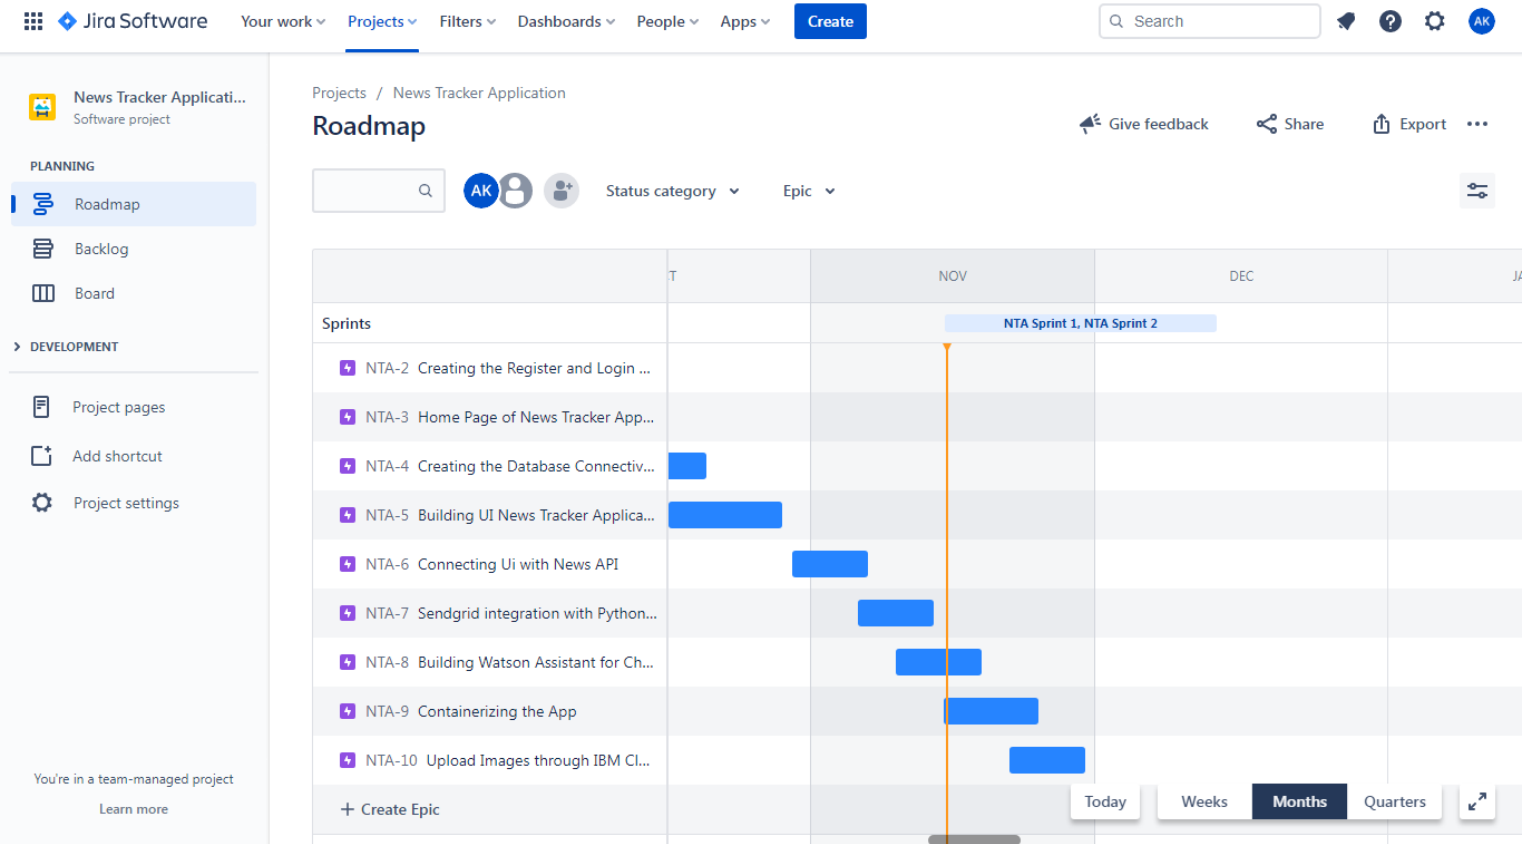 Jira Software Your work Projects Filters Dashboards People Apps Create Search AK
News Tracker Applicati...
Software project
PLANNING
Roadmap
Backlog
Board
DEVELOPMENT
Project pages
Add shortcut
Project settings
You're in a team-managed project
Learn more
Projects / News Tracker Application
Roadmap
Give feedback Share Export
AK Status category Epic
NOV DEC
Sprints NTA Sprint 1, NTA Sprint 2
NTA-2 Creating the Register and Login ...
NTA-3 Home Page of News Tracker App...
NTA-4 Creating the Database Connectiv...
NTA-5 Building UI News Tracker Applica...
NTA-6 Connecting Ui with News API
NTA-7 Sendgrid integration with Python...
NTA-8 Building Watson Assistant for Ch...
NTA-9 Containerizing the App
NTA-10 Upload Images through IBM Cl...
+ Create Epic
Today Weeks Months Quarters